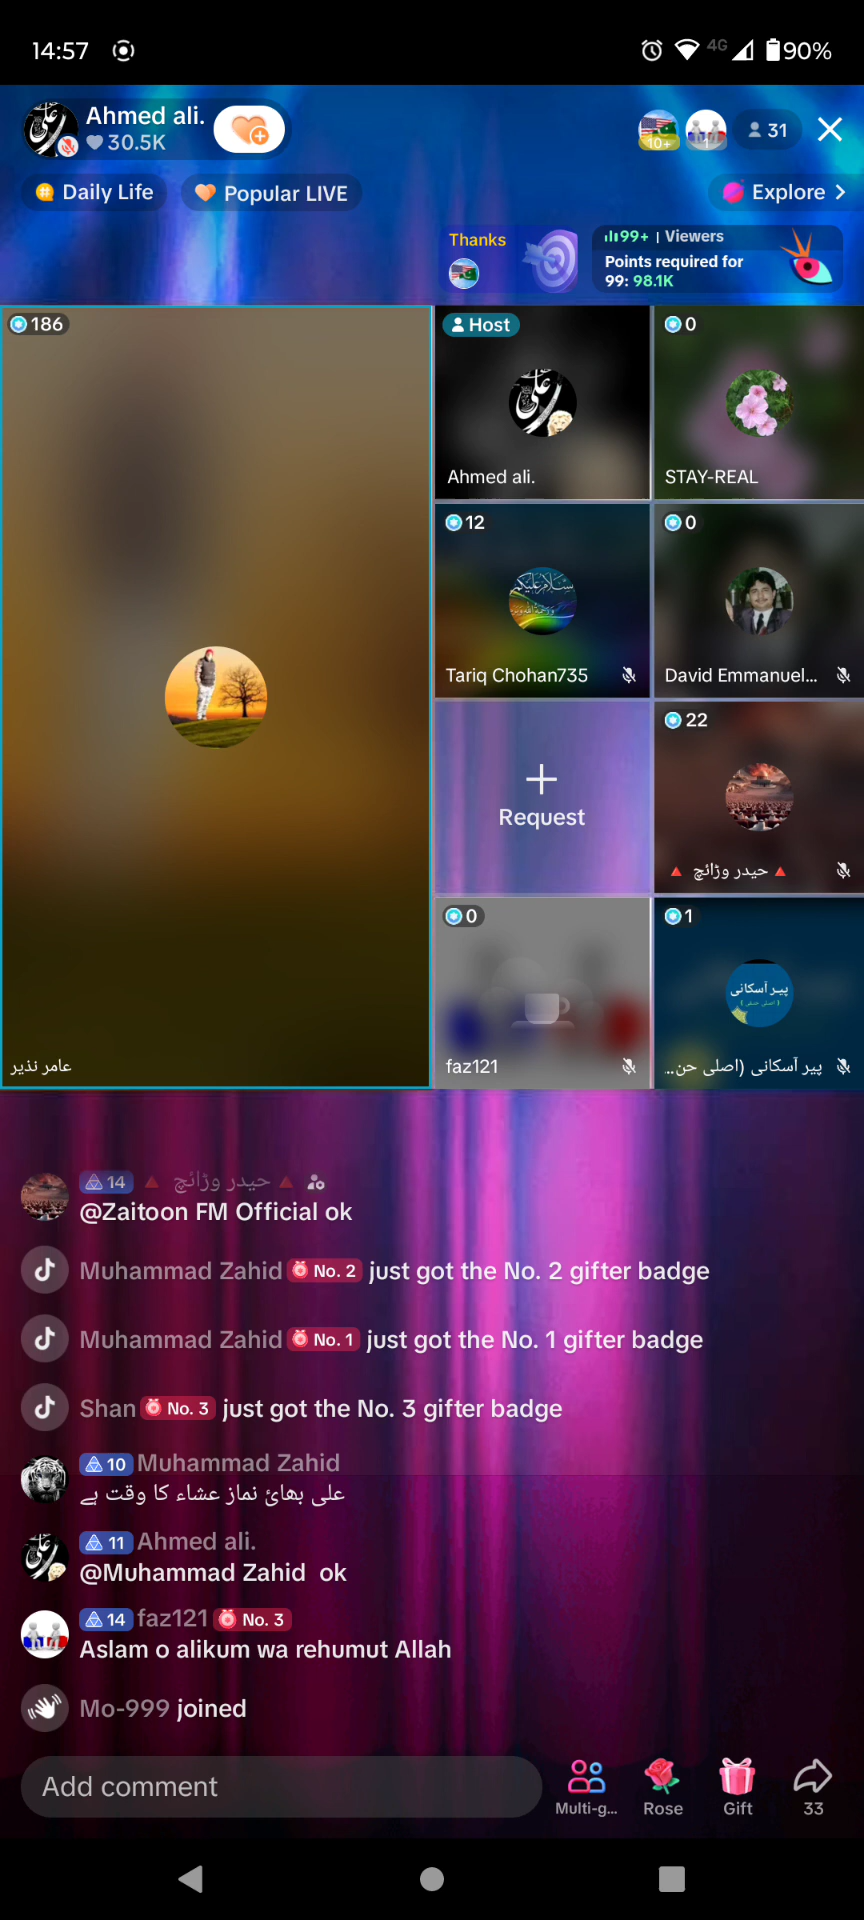 14:57
4G
90%
Ahmed ali.
30.5K
10+
1
31
Daily Life
Popular LIVE
Explore
Thanks
99+ | Viewers
Points required for
99: 98.1K
186
Host
0
Ahmed ali.
STAY-REAL
12
0
Tariq Chohan735
David Emmanuel...
Request
22
🔺 حیدر وڑائچ 🔺
0
پیر آسکانی
1
عامر نذیر
faz121
پیر آسکانی (اصلی حن...
14 🔺 حیدر وڑائچ 🔺
@Zaitoon FM Official ok
Muhammad Zahid No. 2 just got the No. 2 gifter badge
Muhammad Zahid No. 1 just got the No. 1 gifter badge
Shan No. 3 just got the No. 3 gifter badge
10 Muhammad Zahid
علی بھائ نماز عشاء کا وقت ہے
11 Ahmed ali.
@Muhammad Zahid ok
14 faz121 No. 3
Aslam o alikum wa rehumut Allah
Mo-999 joined
Add comment
Multi-g...
Rose
Gift
33